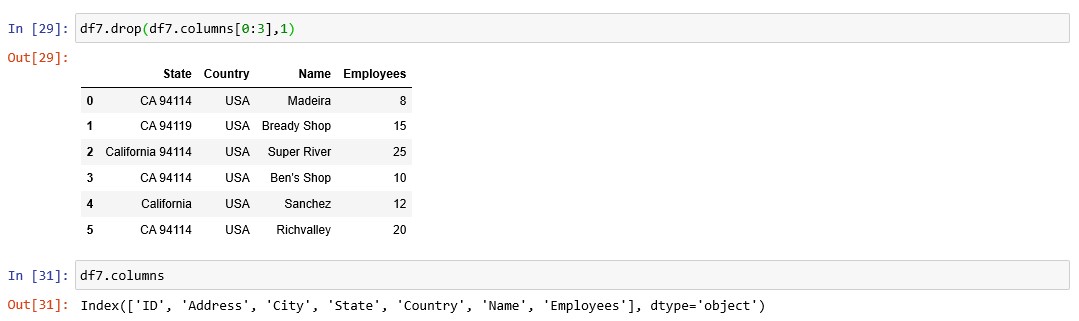 In [29]: df7.drop(df7.columns[0:3],1)
Out[29]:
State Country Name Employees
0 CA 94114 USA Madeira 8
1 CA 94119 USA Bready Shop 15
2 California 94114 USA Super River 25
3 CA 94114 USA Ben's Shop 10
4 California USA Sanchez 12
5 CA 94114 USA Richvalley 20
In [31]: df7.columns
Out[31]: Index(['ID', 'Address', 'City', 'State', 'Country', 'Name', 'Employees'], dtype='object')